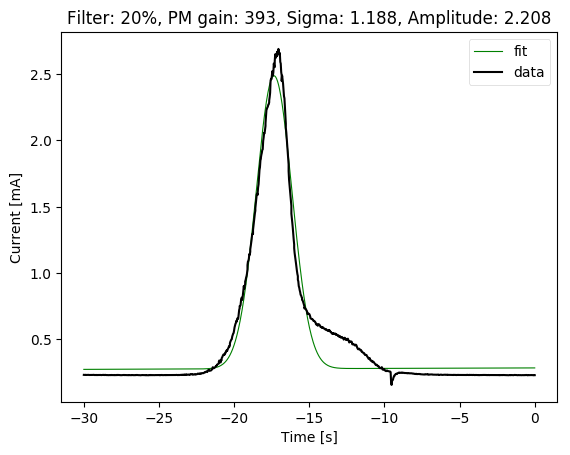 Filter: 20%, PM gain: 393, Sigma: 1.188, Amplitude: 2.208
fit
data
2.5
2.0
1.5
1.0
0.5
Current [mA]
−30
−25
−20
−15
−10
−5
0
Time [s]